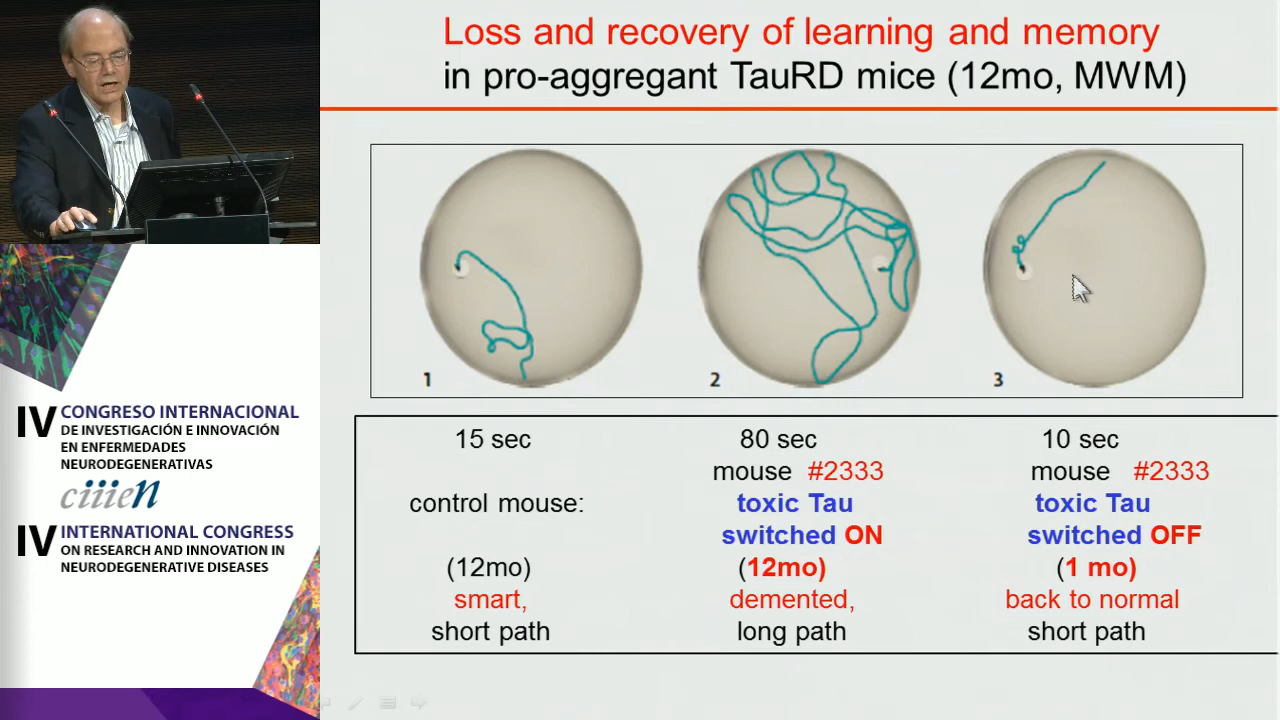 Loss and recovery of learning and memory
in pro-aggregant TauRD mice (12mo, MWM)
1
2
3
15 sec
80 sec
10 sec
mouse #2333
mouse #2333
control mouse:
toxic Tau
toxic Tau
switched ON
switched OFF
(12mo)
(12mo)
(1 mo)
smart,
demented,
back to normal
short path
long path
short path
IV CONGRESO INTERNACIONAL
DE INVESTIGACIÓN E INNOVACIÓN
EN ENFERMEDADES
NEURODEGENERATIVAS
ciiien
IV INTERNATIONAL CONGRESS
ON RESEARCH AND INNOVATION IN
NEURODEGENERATIVE DISEASES